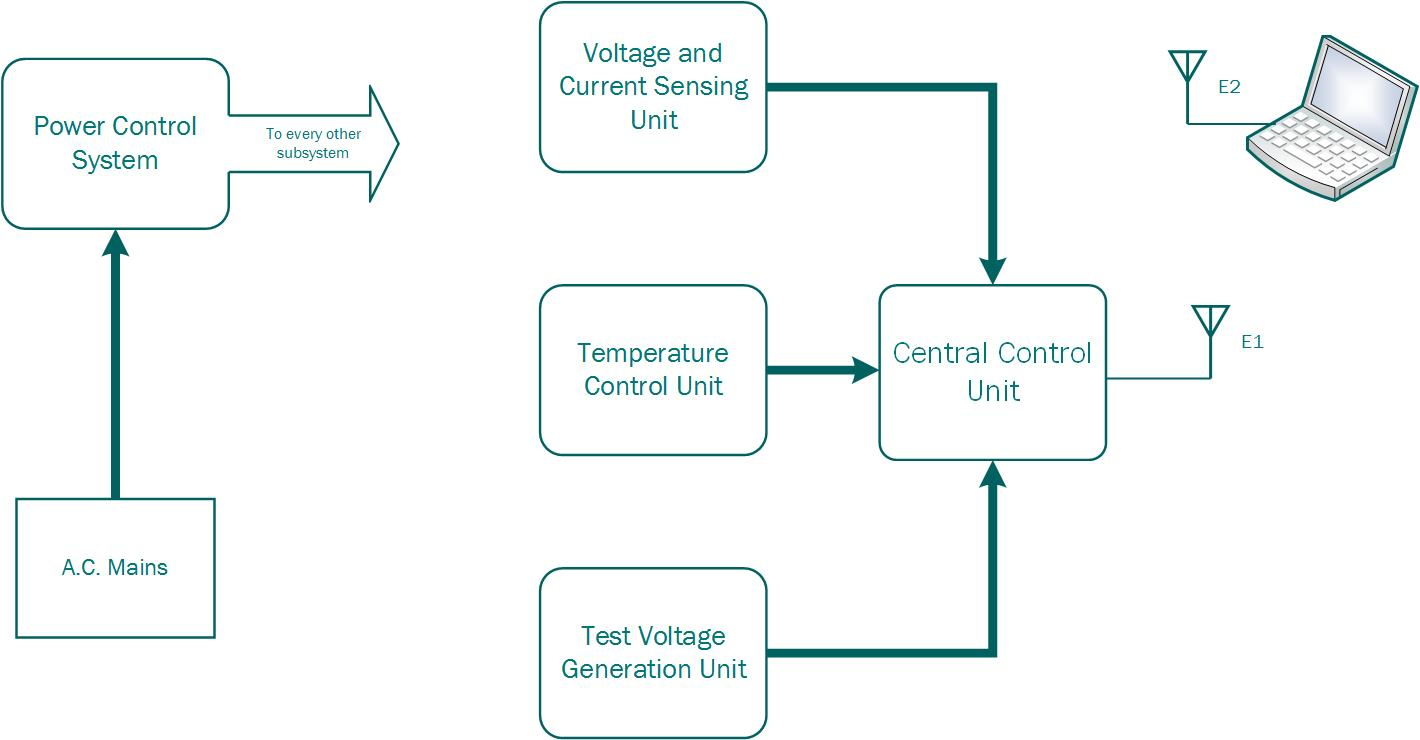 Power Control
System
To every other
subsystem
A.C. Mains
Voltage and
Current Sensing
Unit
Temperature
Control Unit
Test Voltage
Generation Unit
Central Control
Unit
E1
E2